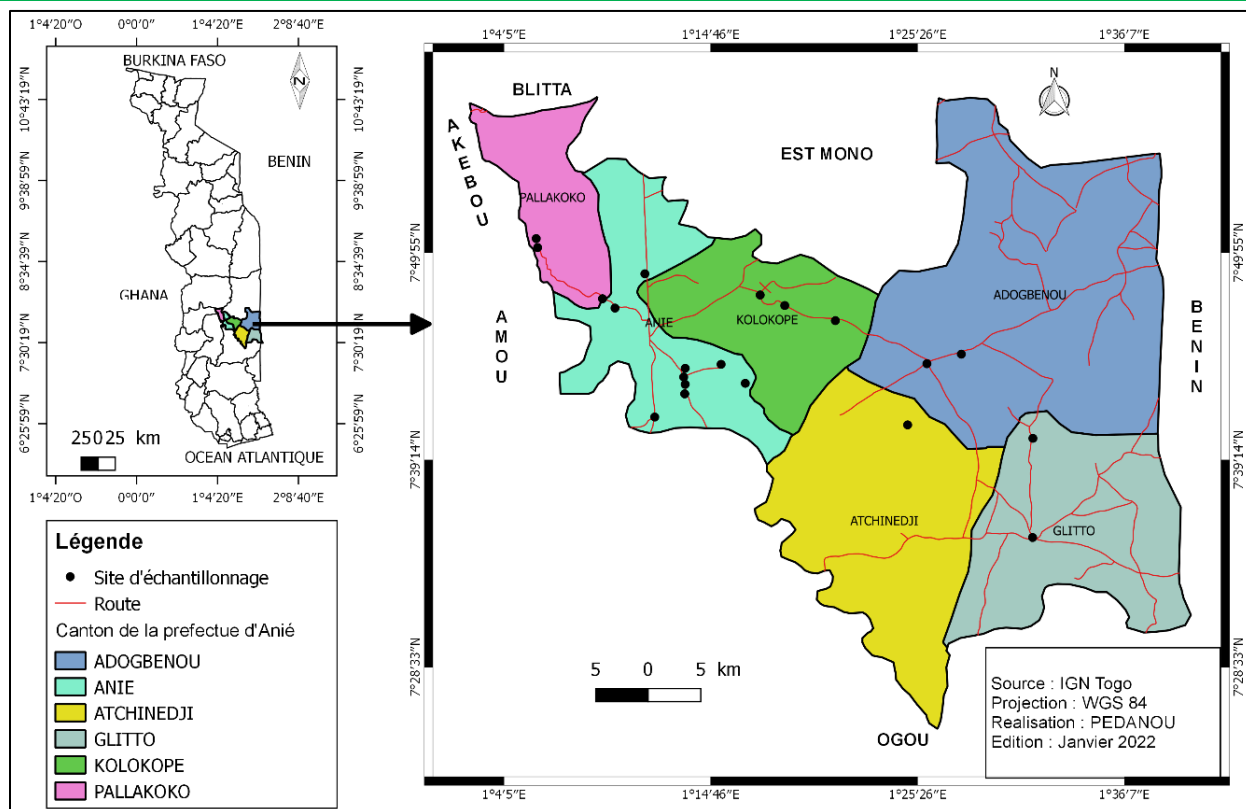 1°4'20"W 0°0'0" 1°4'20"E 2°8'40"E
BURKINA FASO
N
10°43'19"N
10°43'19"N
BENIN
9°38'59"N
9°38'59"N
8°34'39"N
8°34'39"N
GHANA
7°30'19"N
7°30'19"N
6°25'59"N
6°25'59"N
25 0 25 km
OCEAN ATLANTIQUE
1°4'20"W 0°0'0" 1°4'20"E 2°8'40"E
Légende
Site d'échantillonnage
Route
Canton de la prefectue d'Anié
ADOGBENOU
ANIE
ATCHINEDJI
GLITTO
KOLOKOPE
PALLAKOKO
1°4'5"E 1°14'46"E 1°25'26"E 1°36'7"E
N
BLITTA
AKEBOU
EST MONO
PALLAKOKO
7°49'55"N
7°49'55"N
ADOGBENOU
BENIN
AMOU
ANIE
KOLOKOPE
7°39'14"N
7°39'14"N
ATCHINEDJI
GLITTO
7°28'33"N
7°28'33"N
5 0 5 km
OGOU
Source : IGN Togo
Projection : WGS 84
Realisation : PEDANOU
Edition : Janvier 2022
1°4'5"E 1°14'46"E 1°25'26"E 1°36'7"E